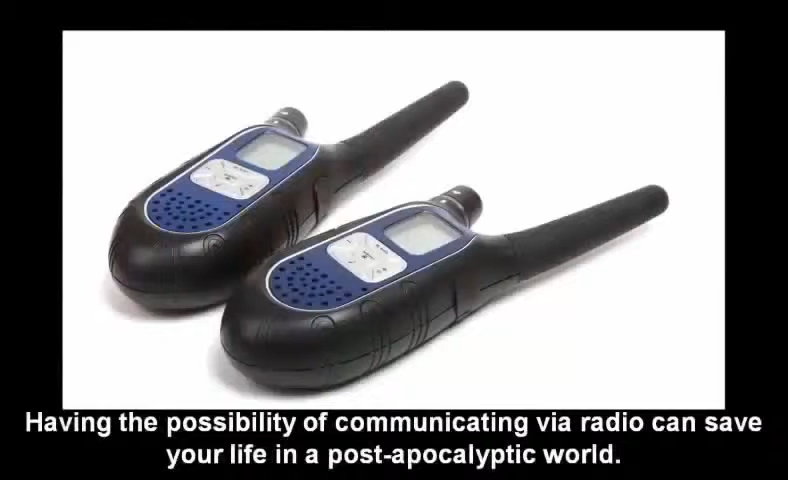 Having the possibility of communicating via radio can save
your life in a post-apocalyptic world.